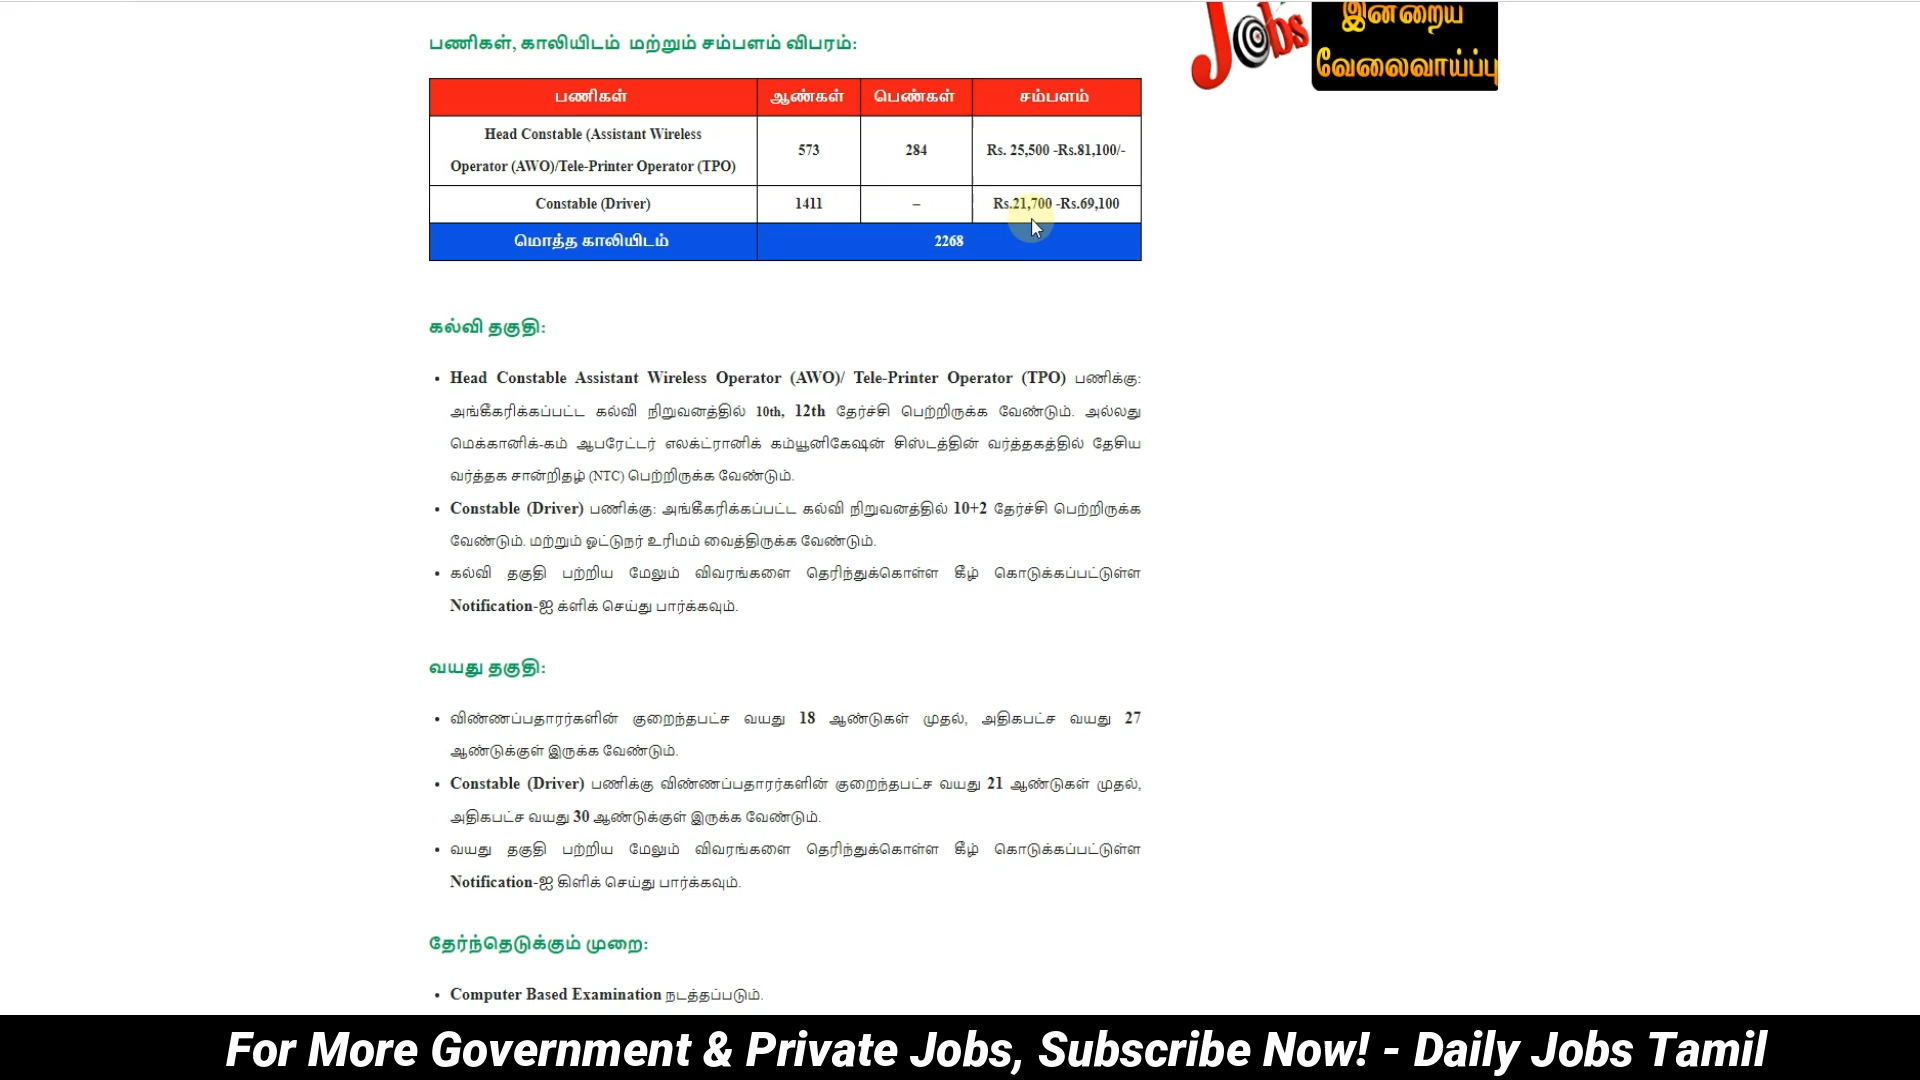 பணிகள், காலியிடம் மற்றும் சம்பளம் விபரம்:
Jobs
இன்றைய
வேலைவாய்ப்பு
பணிகள் ஆண்கள் பெண்கள் சம்பளம்
Head Constable (Assistant Wireless
Operator (AWO)/Tele-Printer Operator (TPO) 573 284 Rs. 25,500 -Rs.81,100/-
Constable (Driver) 1411 – Rs.21,700 -Rs.69,100
மொத்த காலியிடம் 2268
கல்வி தகுதி:
• Head Constable Assistant Wireless Operator (AWO)/ Tele-Printer Operator (TPO) பணிக்கு:
அங்கீகரிக்கப்பட்ட கல்வி நிறுவனத்தில் 10th, 12th தேர்ச்சி பெற்றிருக்க வேண்டும். அல்லது
மெக்கானிக்-கம் ஆபரேட்டர் எலக்ட்ரானிக் கம்யூனிகேஷன் சிஸ்டத்தின் வர்த்தகத்தில் தேசிய
வர்த்தக சான்றிதழ் (NTC) பெற்றிருக்க வேண்டும்.
• Constable (Driver) பணிக்கு: அங்கீகரிக்கப்பட்ட கல்வி நிறுவனத்தில் 10+2 தேர்ச்சி பெற்றிருக்க
வேண்டும். மற்றும் ஓட்டுநர் உரிமம் வைத்திருக்க வேண்டும்.
• கல்வி தகுதி பற்றிய மேலும் விவரங்களை தெரிந்துக்கொள்ள கீழ் கொடுக்கப்பட்டுள்ள
Notification-ஐ க்ளிக் செய்து பார்க்கவும்.
வயது தகுதி:
• விண்ணப்பதாரர்களின் குறைந்தபட்ச வயது 18 ஆண்டுகள் முதல், அதிகபட்ச வயது 27
ஆண்டுக்குள் இருக்க வேண்டும்.
• Constable (Driver) பணிக்கு விண்ணப்பதாரர்களின் குறைந்தபட்ச வயது 21 ஆண்டுகள் முதல்,
அதிகபட்ச வயது 30 ஆண்டுக்குள் இருக்க வேண்டும்.
• வயது தகுதி பற்றிய மேலும் விவரங்களை தெரிந்துக்கொள்ள கீழ் கொடுக்கப்பட்டுள்ள
Notification-ஐ கிளிக் செய்து பார்க்கவும்.
தேர்ந்தெடுக்கும் முறை:
• Computer Based Examination நடத்தப்படும்.
For More Government & Private Jobs, Subscribe Now! - Daily Jobs Tamil